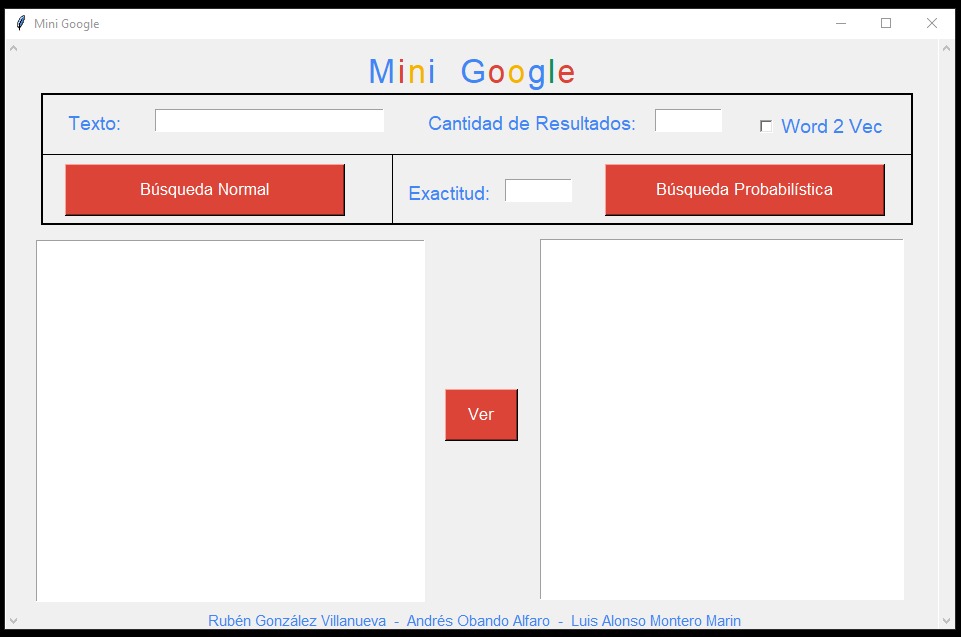 Mini Google
Mini Google
Texto:
Cantidad de Resultados:
Word 2 Vec
Búsqueda Normal
Exactitud:
Búsqueda Probabilística
Ver
Rubén González Villanueva - Andrés Obando Alfaro - Luis Alonso Montero Marin